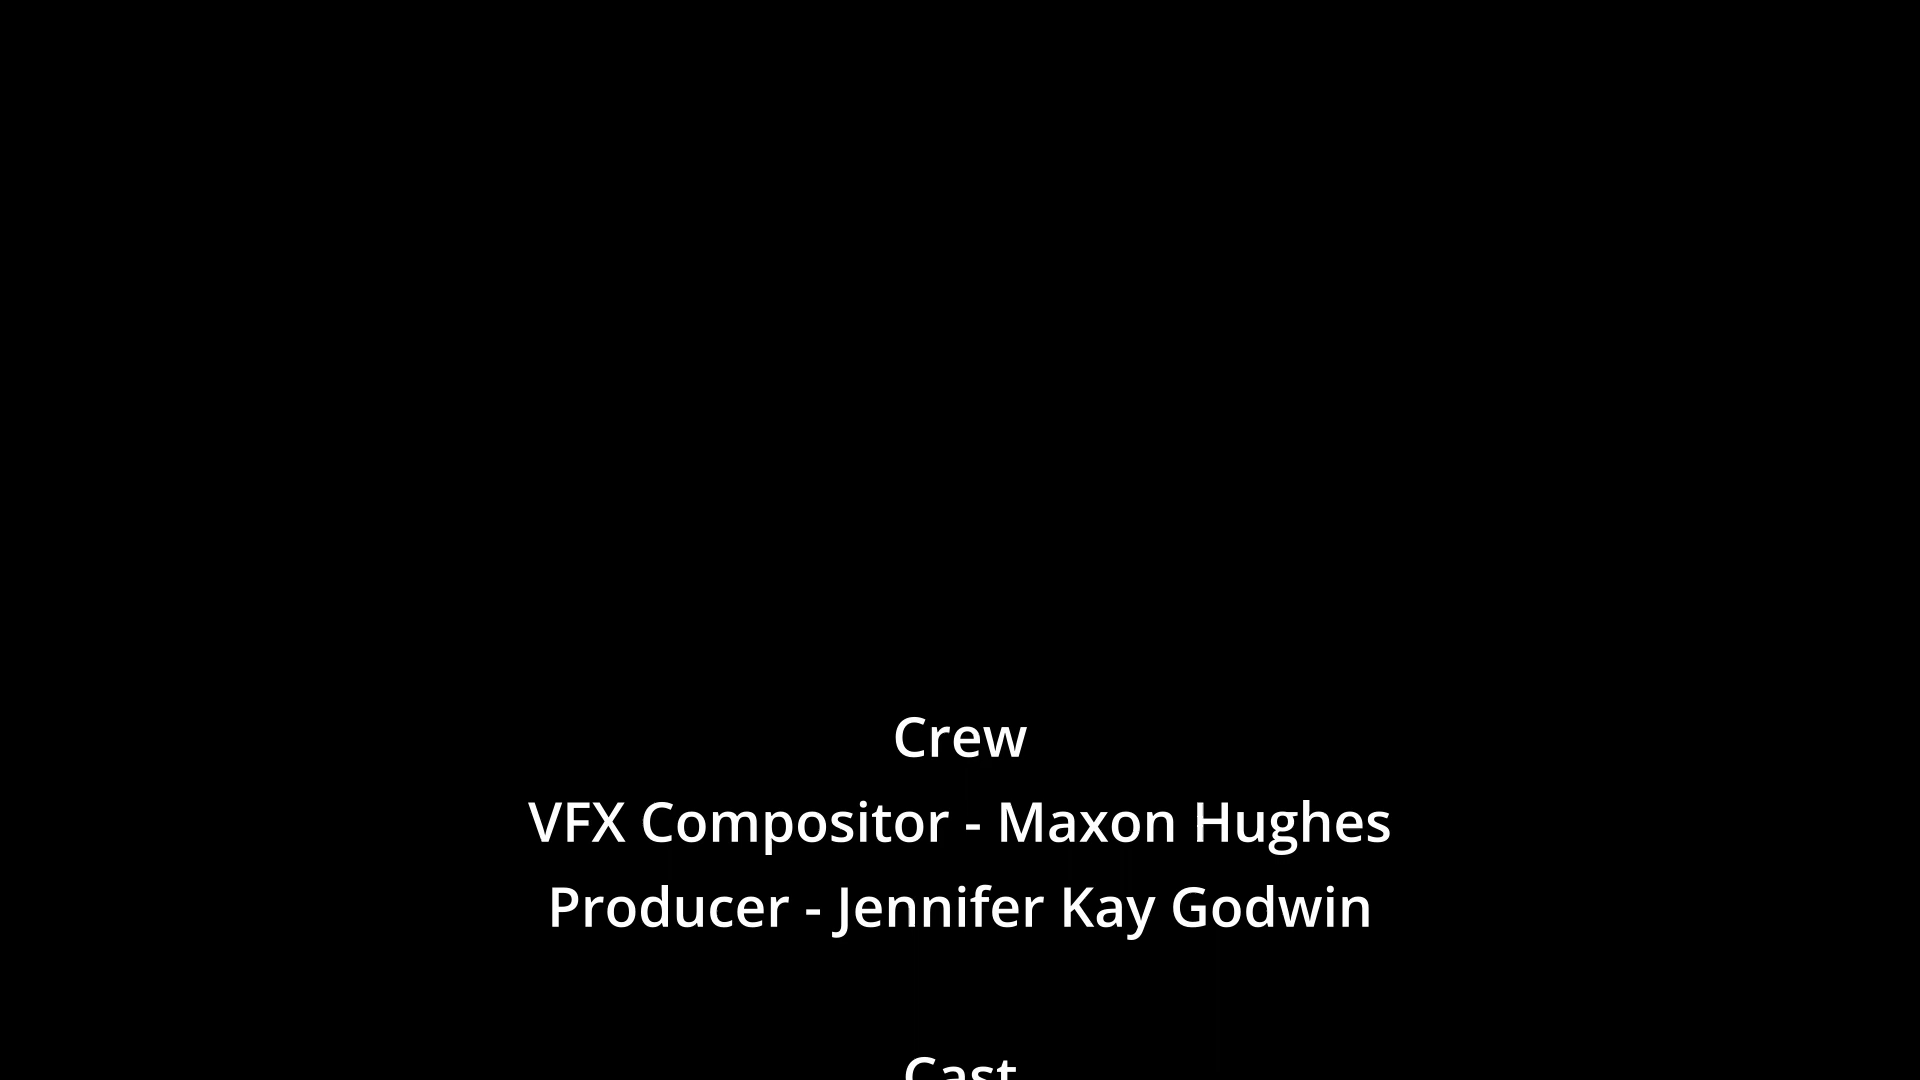 Crew
VFX Compositor - Maxon Hughes
Producer - Jennifer Kay Godwin
Cast